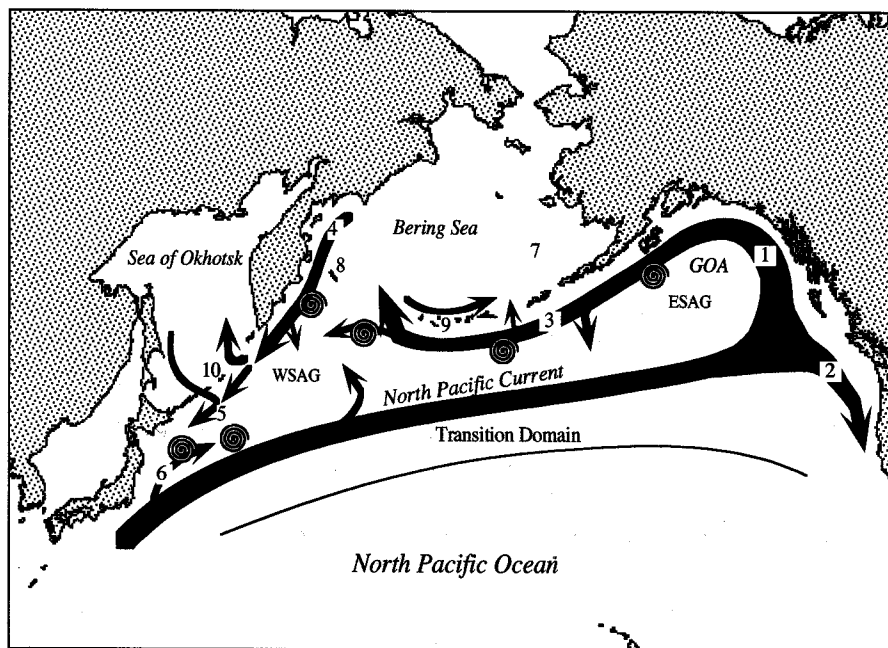 4
Bering Sea
Sea of Okhotsk
8
7
1
GOA
ESAG
9
3
10
WSAG
2
North Pacific Current
5
Transition Domain
6
North Pacific Ocean